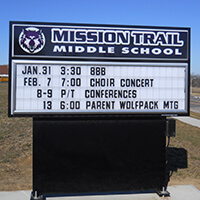 MISSION TRAIL
MIDDLE SCHOOL
JAN.31 3:30 BBB
FEB. 7 7:00 CHOIR CONCERT
8-9 P/T CONFERENCES
13 6:00 PARENT WOLFPACK MTG